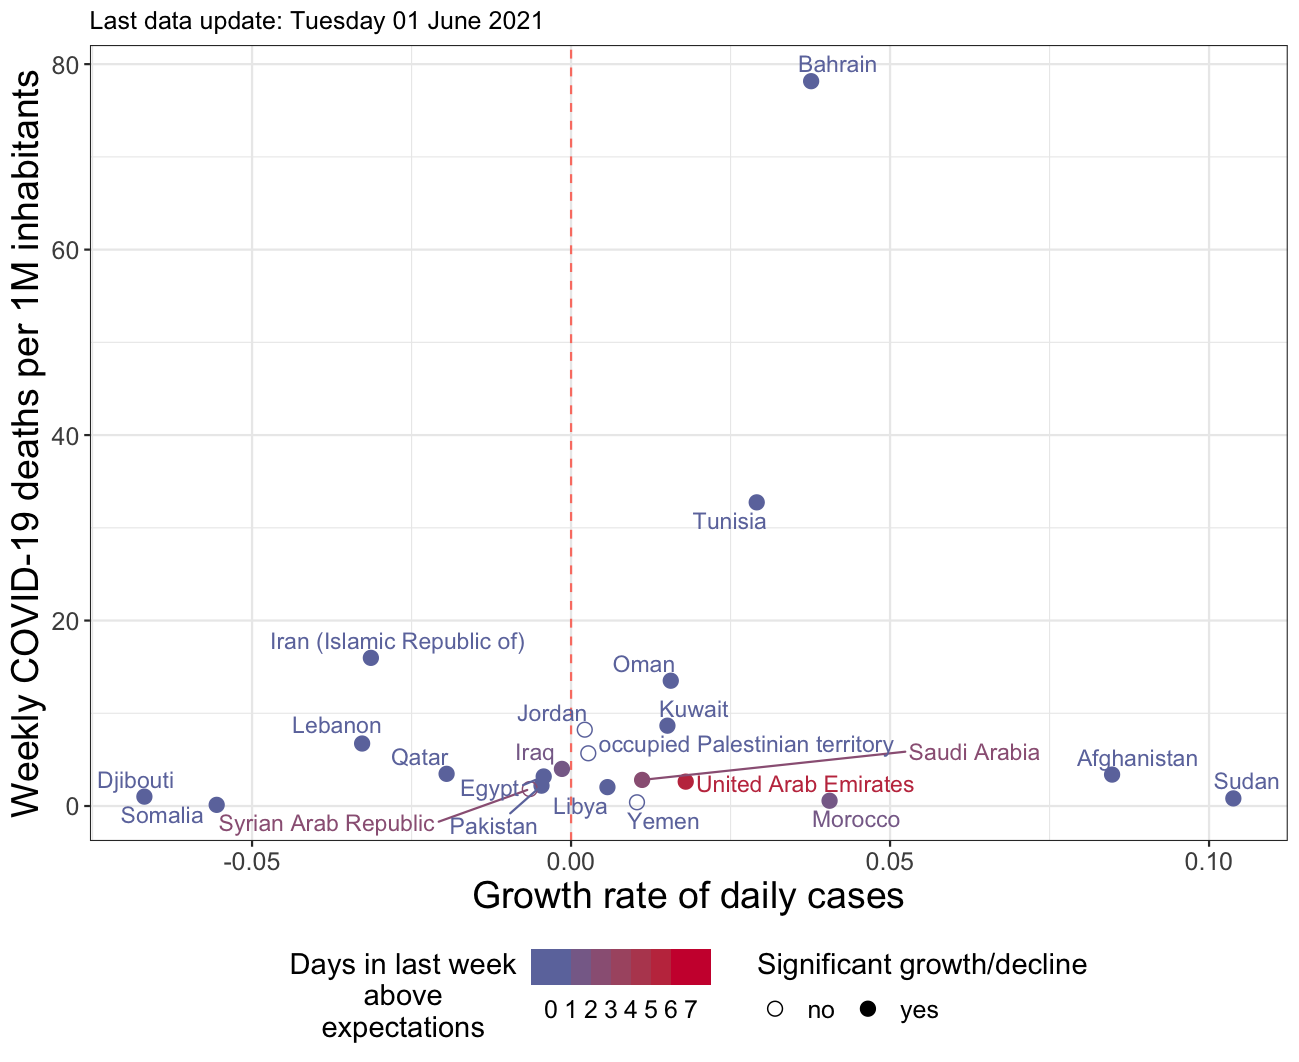 Last data update: Tuesday 01 June 2021
Weekly COVID-19 deaths per 1M inhabitants
80
60
40
20
0
Bahrain
Tunisia
Iran (Islamic Republic of)
Oman
Kuwait
Jordan
Lebanon
occupied Palestinian territory
Iraq
Saudi Arabia
Qatar
Afghanistan
Djibouti
Sudan
Egypt
United Arab Emirates
Libya
Somalia
Syrian Arab Republic
Pakistan
Yemen
Morocco
-0.05
0.00
0.05
0.10
Growth rate of daily cases
Days in last week
above
expectations
0 1 2 3 4 5 6 7
Significant growth/decline
no
yes